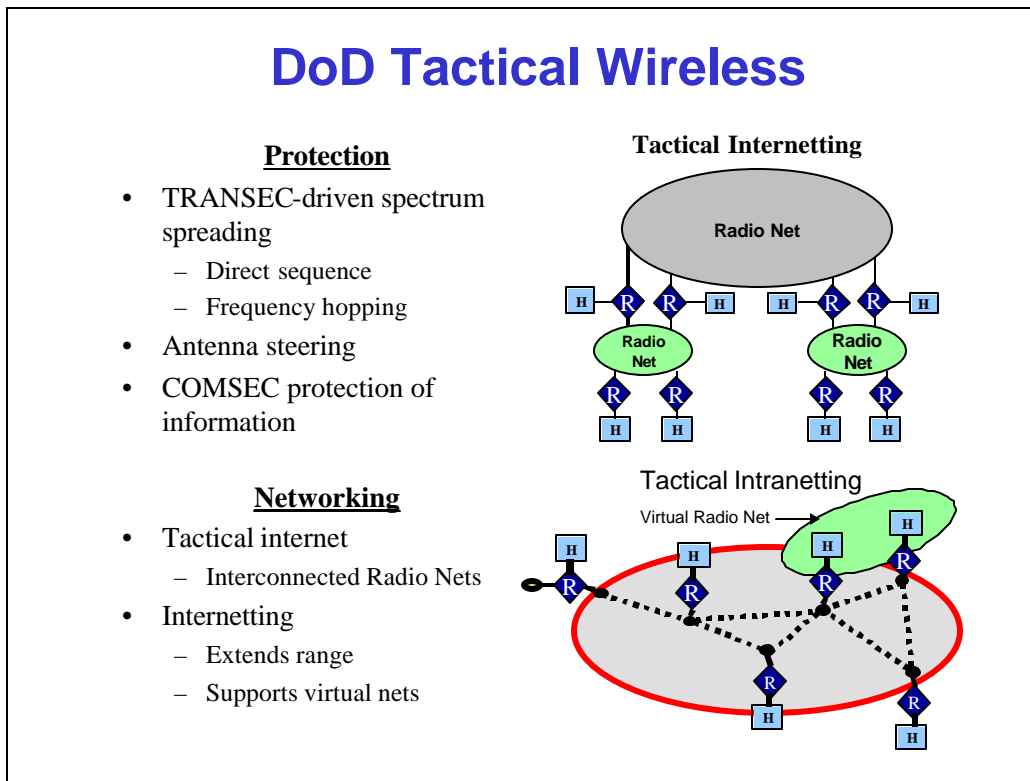 DoD Tactical Wireless
Protection
• TRANSEC-driven spectrum
spreading
– Direct sequence
– Frequency hopping
• Antenna steering
• COMSEC protection of
information
Networking
• Tactical internet
– Interconnected Radio Nets
• Internetting
– Extends range
– Supports virtual nets
Tactical Internetting
Radio Net
H R R H H R R H
Radio
Net
Radio
Net
R R R R
H H H H
Tactical Intranetting
Virtual Radio Net
H
H H H
R
R R R
R
R
H
H